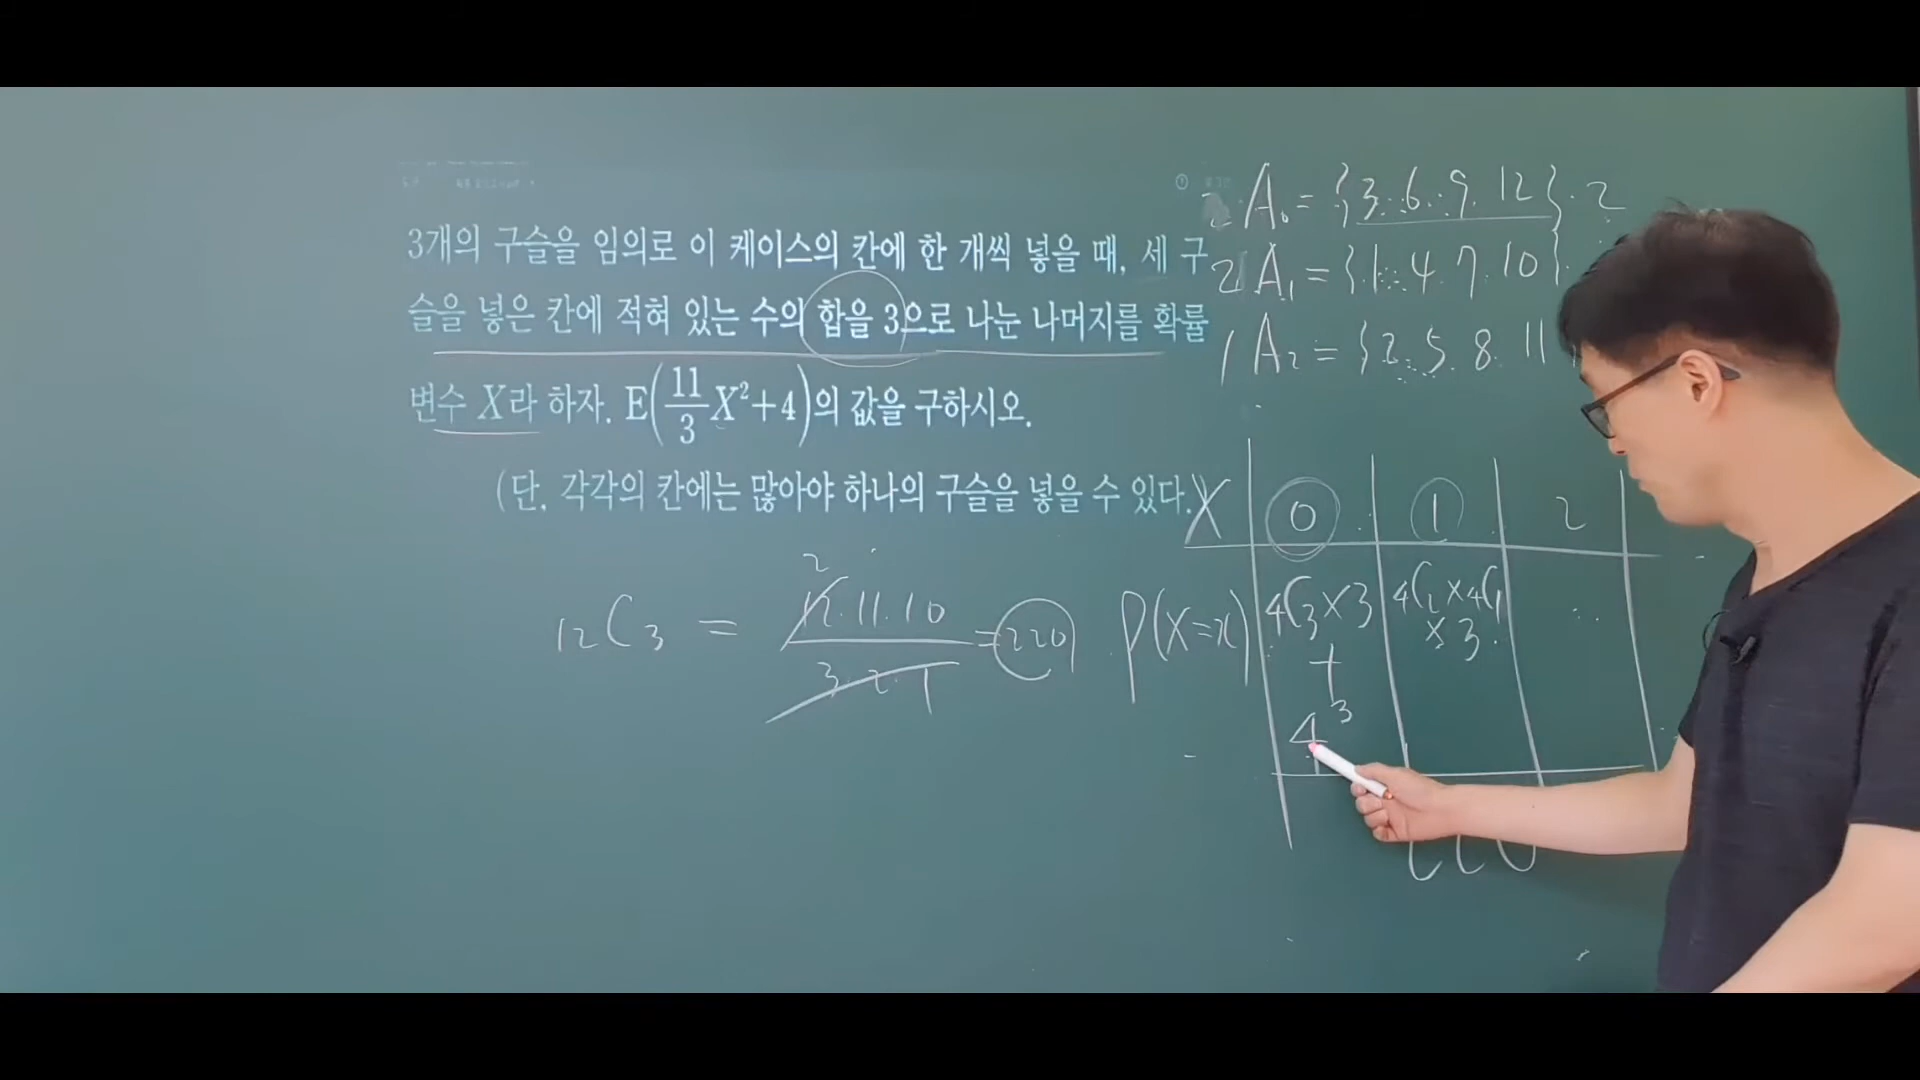 3개의 구슬을 임의로 이 케이스의 칸에 한 개씩 넣을 때, 세 구
슬을 넣은 칸에 적혀 있는 수의 합을 3으로 나눈 나머지를 확률
변수 X라 하자. E(11/3 X²+4)의 값을 구하시오.
(단, 각각의 칸에는 많아야 하나의 구슬을 넣을 수 있다.
₁₂C₃ = 12·11·10 / 3·2·1 = 220
2
A₀ = {3, 6, 9, 12} 2
2 A₁ = {1, 4, 7, 10}
1 A₂ = {2, 5, 8, 11
X 0 1 2
P(X=x) ₄C₃×3 + 4³ ₄C₂×₄C₁×3